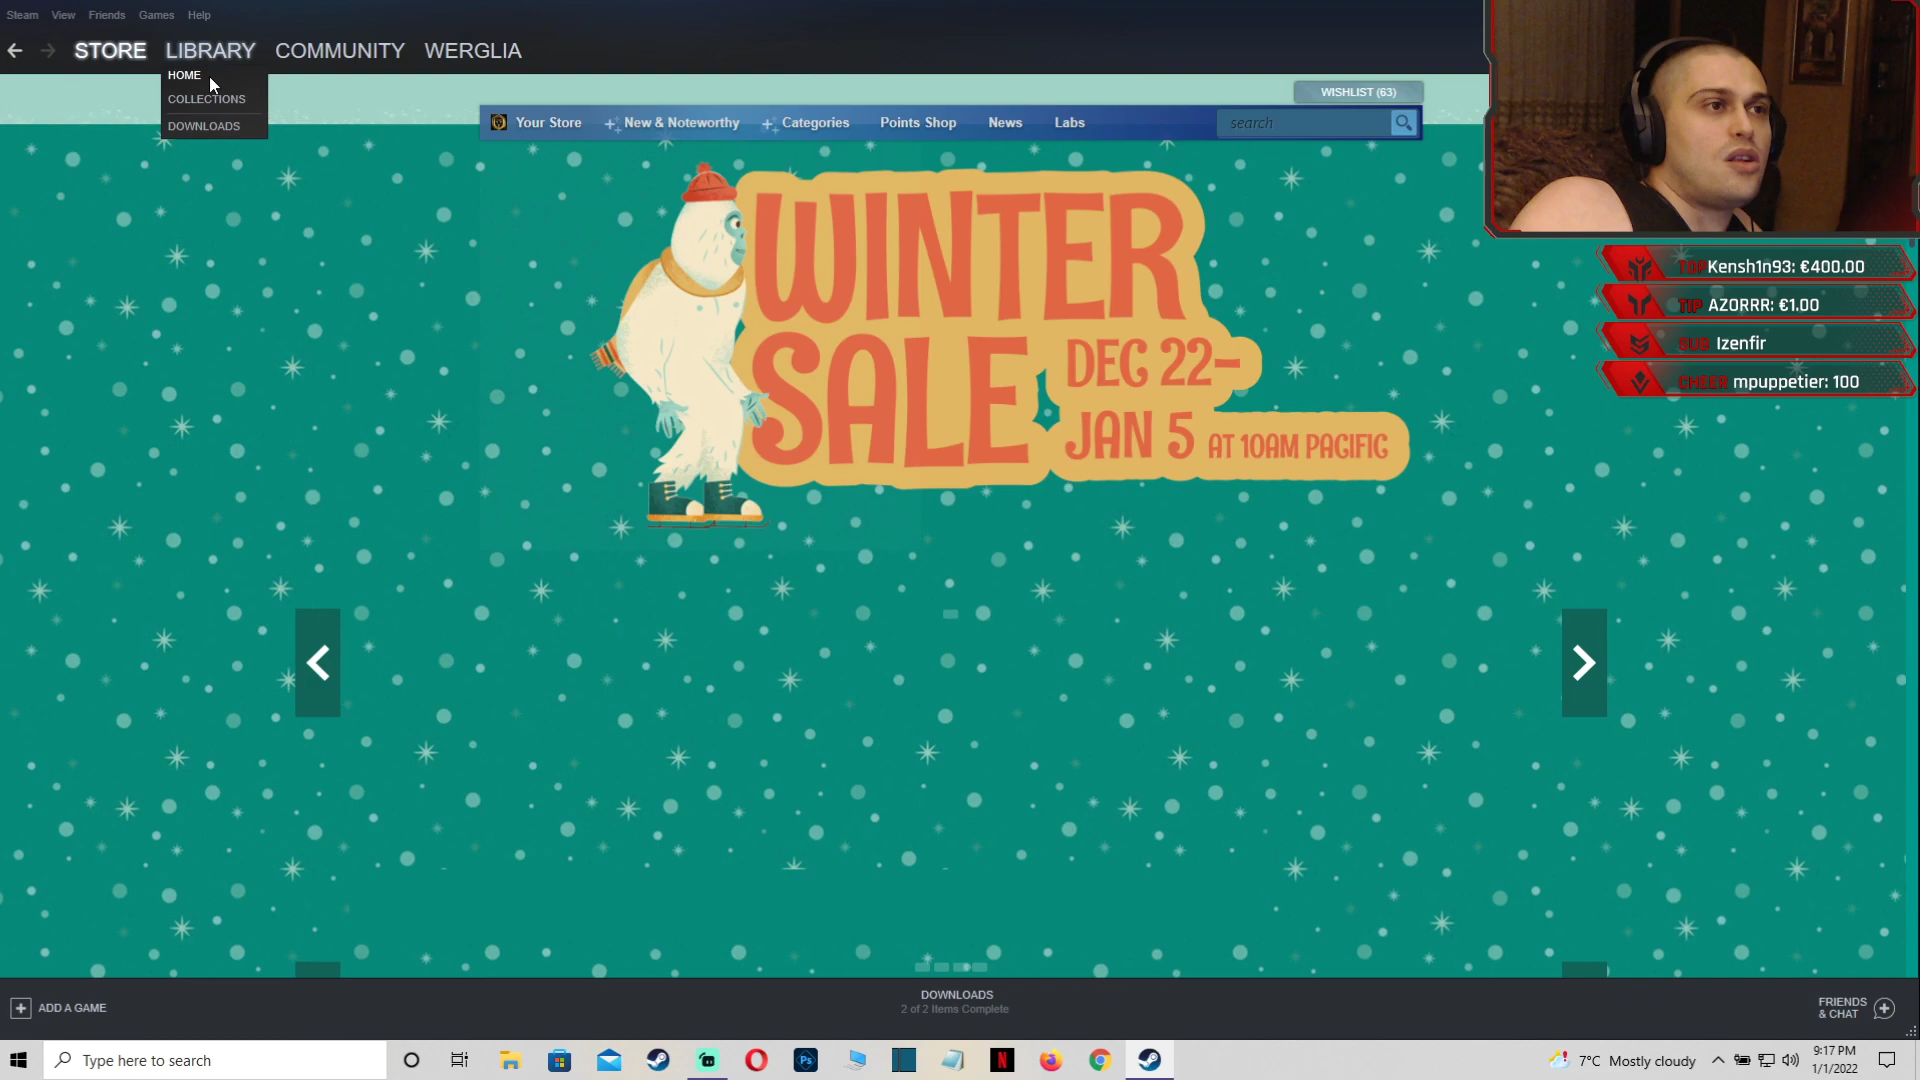 Steam View Friends Games Help
STORE LIBRARY COMMUNITY WERGLIA
HOME
COLLECTIONS
DOWNLOADS
WISHLIST (63)
Your Store New & Noteworthy Categories Points Shop News Labs search
WINTER
SALE DEC 22-
JAN 5 AT 10AM PACIFIC
TOP Kensh1n93: €400.00
TIP AZORRR: €1.00
SUB Izenfir
CHEER mpuppetier: 100
ADD A GAME
DOWNLOADS
2 of 2 Items Complete
FRIENDS
& CHAT
Type here to search
Ps
N
7°C Mostly cloudy
9:17 PM
1/1/2022